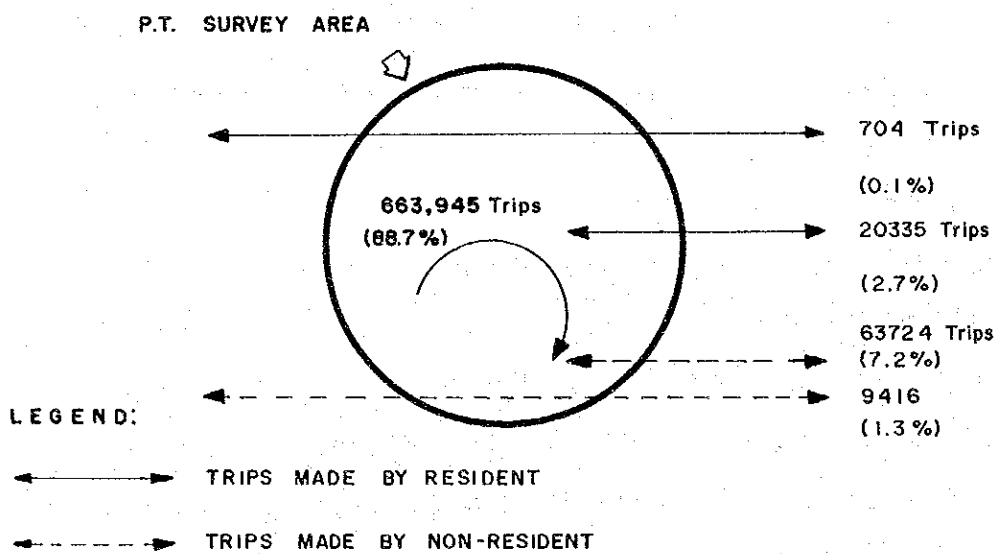 P.T. SURVEY AREA
704 Trips
(0.1%)
663,945 Trips
(88.7%)
20335 Trips
(2.7%)
63724 Trips
(7.2%)
9416
(1.3%)
LEGEND:
TRIPS MADE BY RESIDENT
TRIPS MADE BY NON-RESIDENT